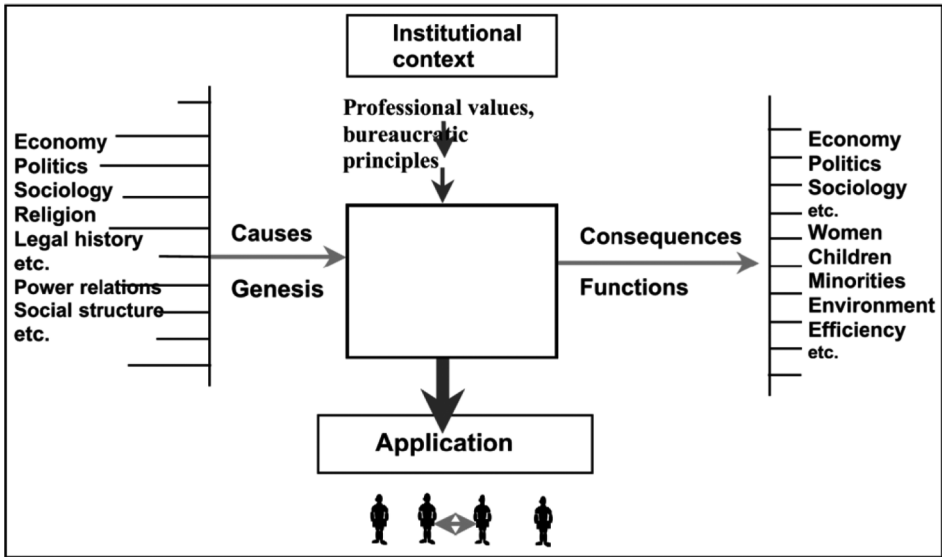 Institutional
context
Professional values,
bureaucratic
principles
Economy
Politics
Sociology
Religion
Legal history
etc.
Power relations
Social structure
etc.
Causes
Genesis
Consequences
Functions
Economy
Politics
Sociology
etc.
Women
Children
Minorities
Environment
Efficiency
etc.
Application